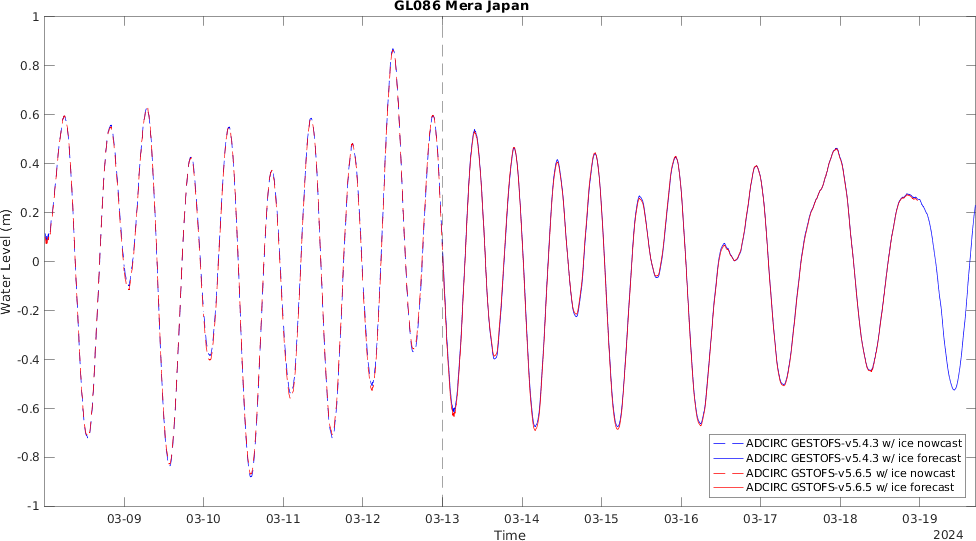 GL086 Mera Japan
1
0.8
0.6
0.4
0.2
0
-0.2
-0.4
-0.6
-0.8
-1
Water Level (m)
ADCIRC GESTOFS-v5.4.3 w/ ice nowcast
ADCIRC GESTOFS-v5.4.3 w/ ice forecast
ADCIRC GSTOFS-v5.6.5 w/ ice nowcast
ADCIRC GSTOFS-v5.6.5 w/ ice forecast
03-09 03-10 03-11 03-12 03-13 03-14 03-15 03-16 03-17 03-18 03-19
Time
2024